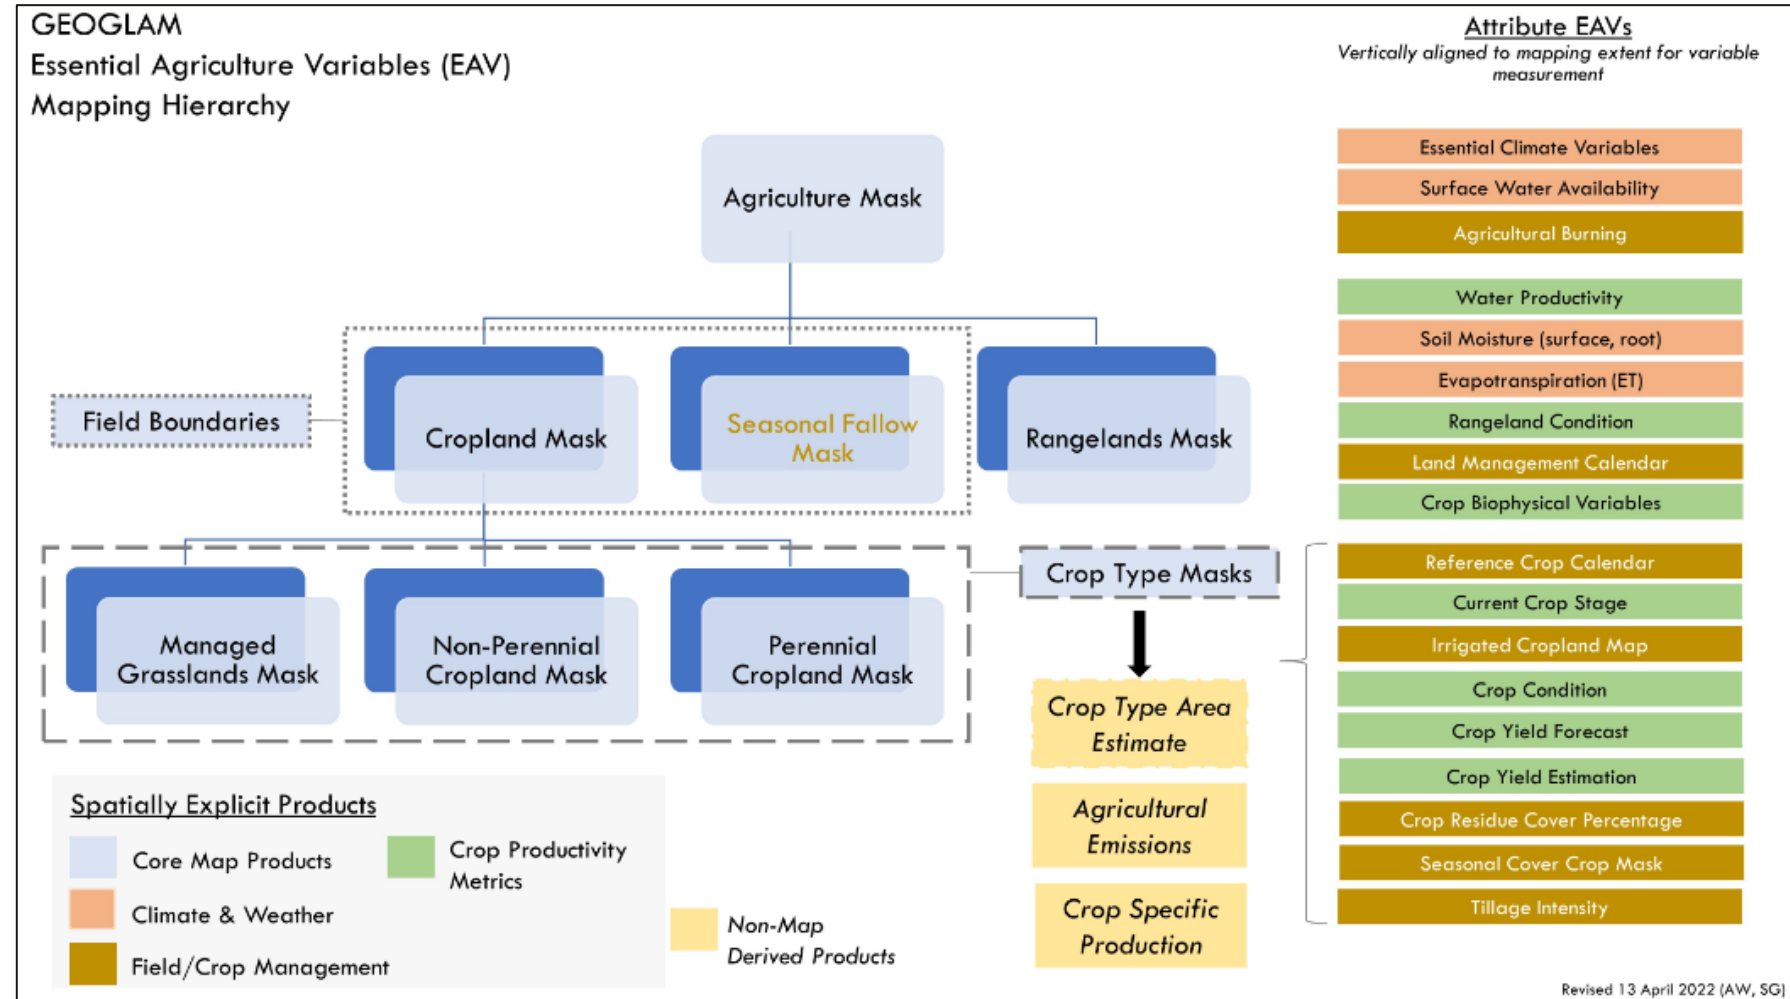 GEOGLAM
Essential Agriculture Variables (EAV)
Mapping Hierarchy
Attribute EAVs
Vertically aligned to mapping extent for variable
measurement
Agriculture Mask
Field Boundaries
Cropland Mask
Seasonal Fallow
Mask
Rangelands Mask
Managed
Grasslands Mask
Non-Perennial
Cropland Mask
Perennial
Cropland Mask
Crop Type Masks
Crop Type Area
Estimate
Agricultural
Emissions
Crop Specific
Production
Essential Climate Variables
Surface Water Availability
Agricultural Burning
Water Productivity
Soil Moisture (surface, root)
Evapotranspiration (ET)
Rangeland Condition
Land Management Calendar
Crop Biophysical Variables
Reference Crop Calendar
Current Crop Stage
Irrigated Cropland Map
Crop Condition
Crop Yield Forecast
Crop Yield Estimation
Crop Residue Cover Percentage
Seasonal Cover Crop Mask
Tillage Intensity
Spatially Explicit Products
Core Map Products
Climate & Weather
Field/Crop Management
Crop Productivity
Metrics
Non-Map
Derived Products
Revised 13 April 2022 (AW, SG)